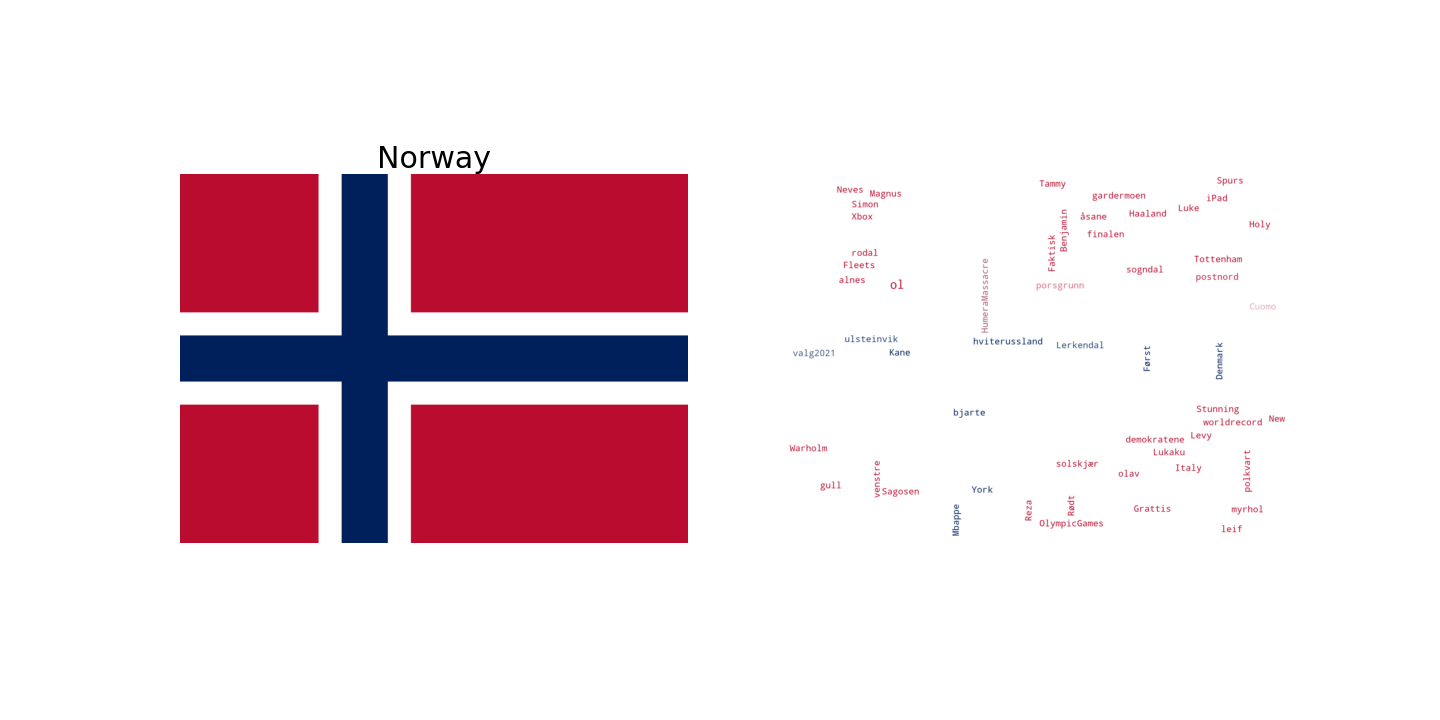 Norway
Neves
Magnus
Simon
Xbox
rodal
Fleets
alnes
ol
Tammy
gardermoen
Spurs
iPad
Luke
Haaland
åsane
Benjamin
Holy
finalen
Faktisk
Tottenham
sogndal
postnord
porsgrunn
HumeraMassacre
Cuomo
ulsteinvik
valg2021
Kane
hviterussland
Lerkendal
Først
Denmark
bjarte
Stunning
worldrecord
New
Levy
demokratene
Lukaku
Warholm
solskjær
Italy
olav
polkvart
gull
venstre
Sagosen
York
Mbappe
Reza
Rødt
OlympicGames
Grattis
myrhol
leif